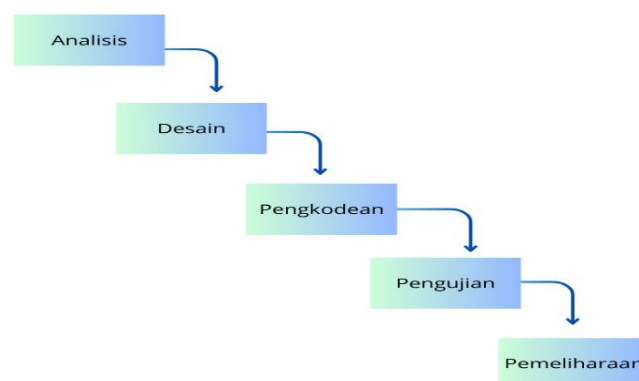 Analisis
Desain
Pengkodean
Pengujian
Pemeliharaan